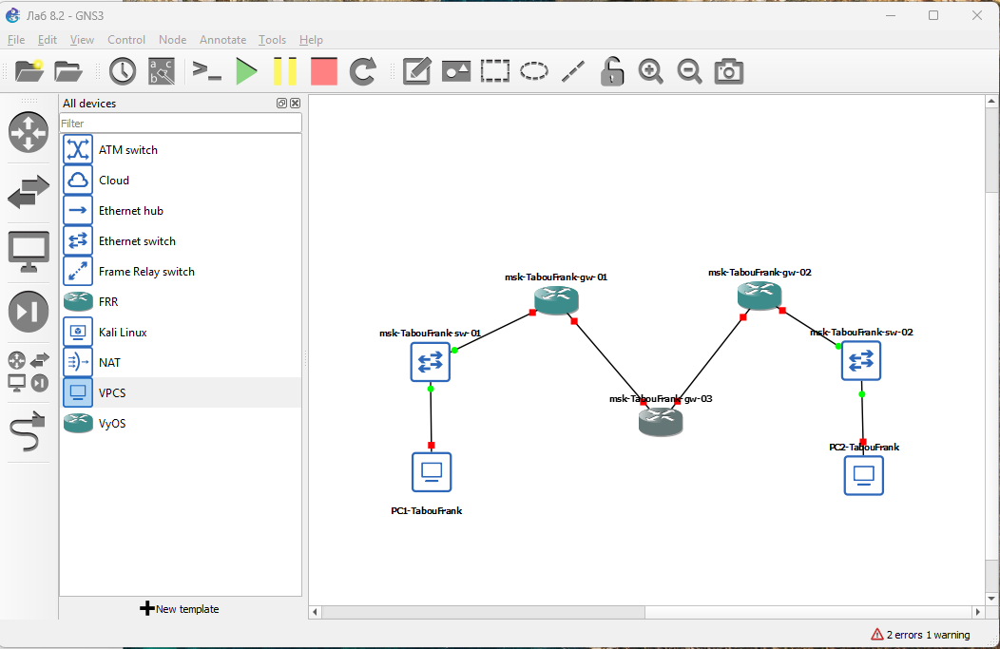 Лаб 8.2 - GNS3
File Edit View Control Node Annotate Tools Help
All devices
Filter
ATM switch
Cloud
Ethernet hub
Ethernet switch
Frame Relay switch
FRR
Kali Linux
NAT
VPCS
VyOS
New template
msk-TabouFrank-gw-01
msk-TabouFrank-gw-02
msk-TabouFrank-sw-01
msk-TabouFrank-sw-02
msk-TabouFrank-gw-03
PC2-TabouFrank
PC1-TabouFrank
2 errors 1 warning